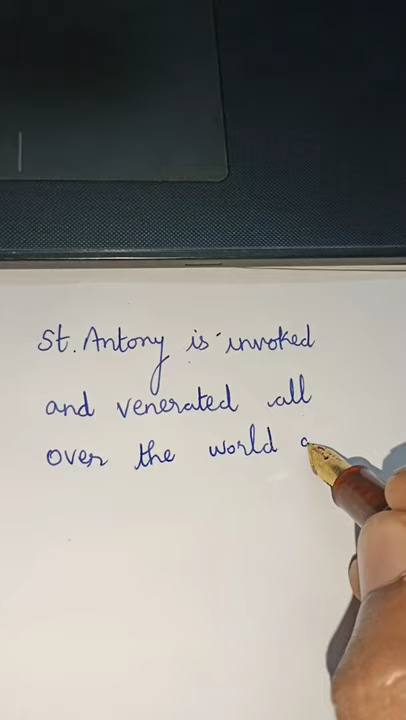 St. Antony is invoked
and venerated all
over the world a